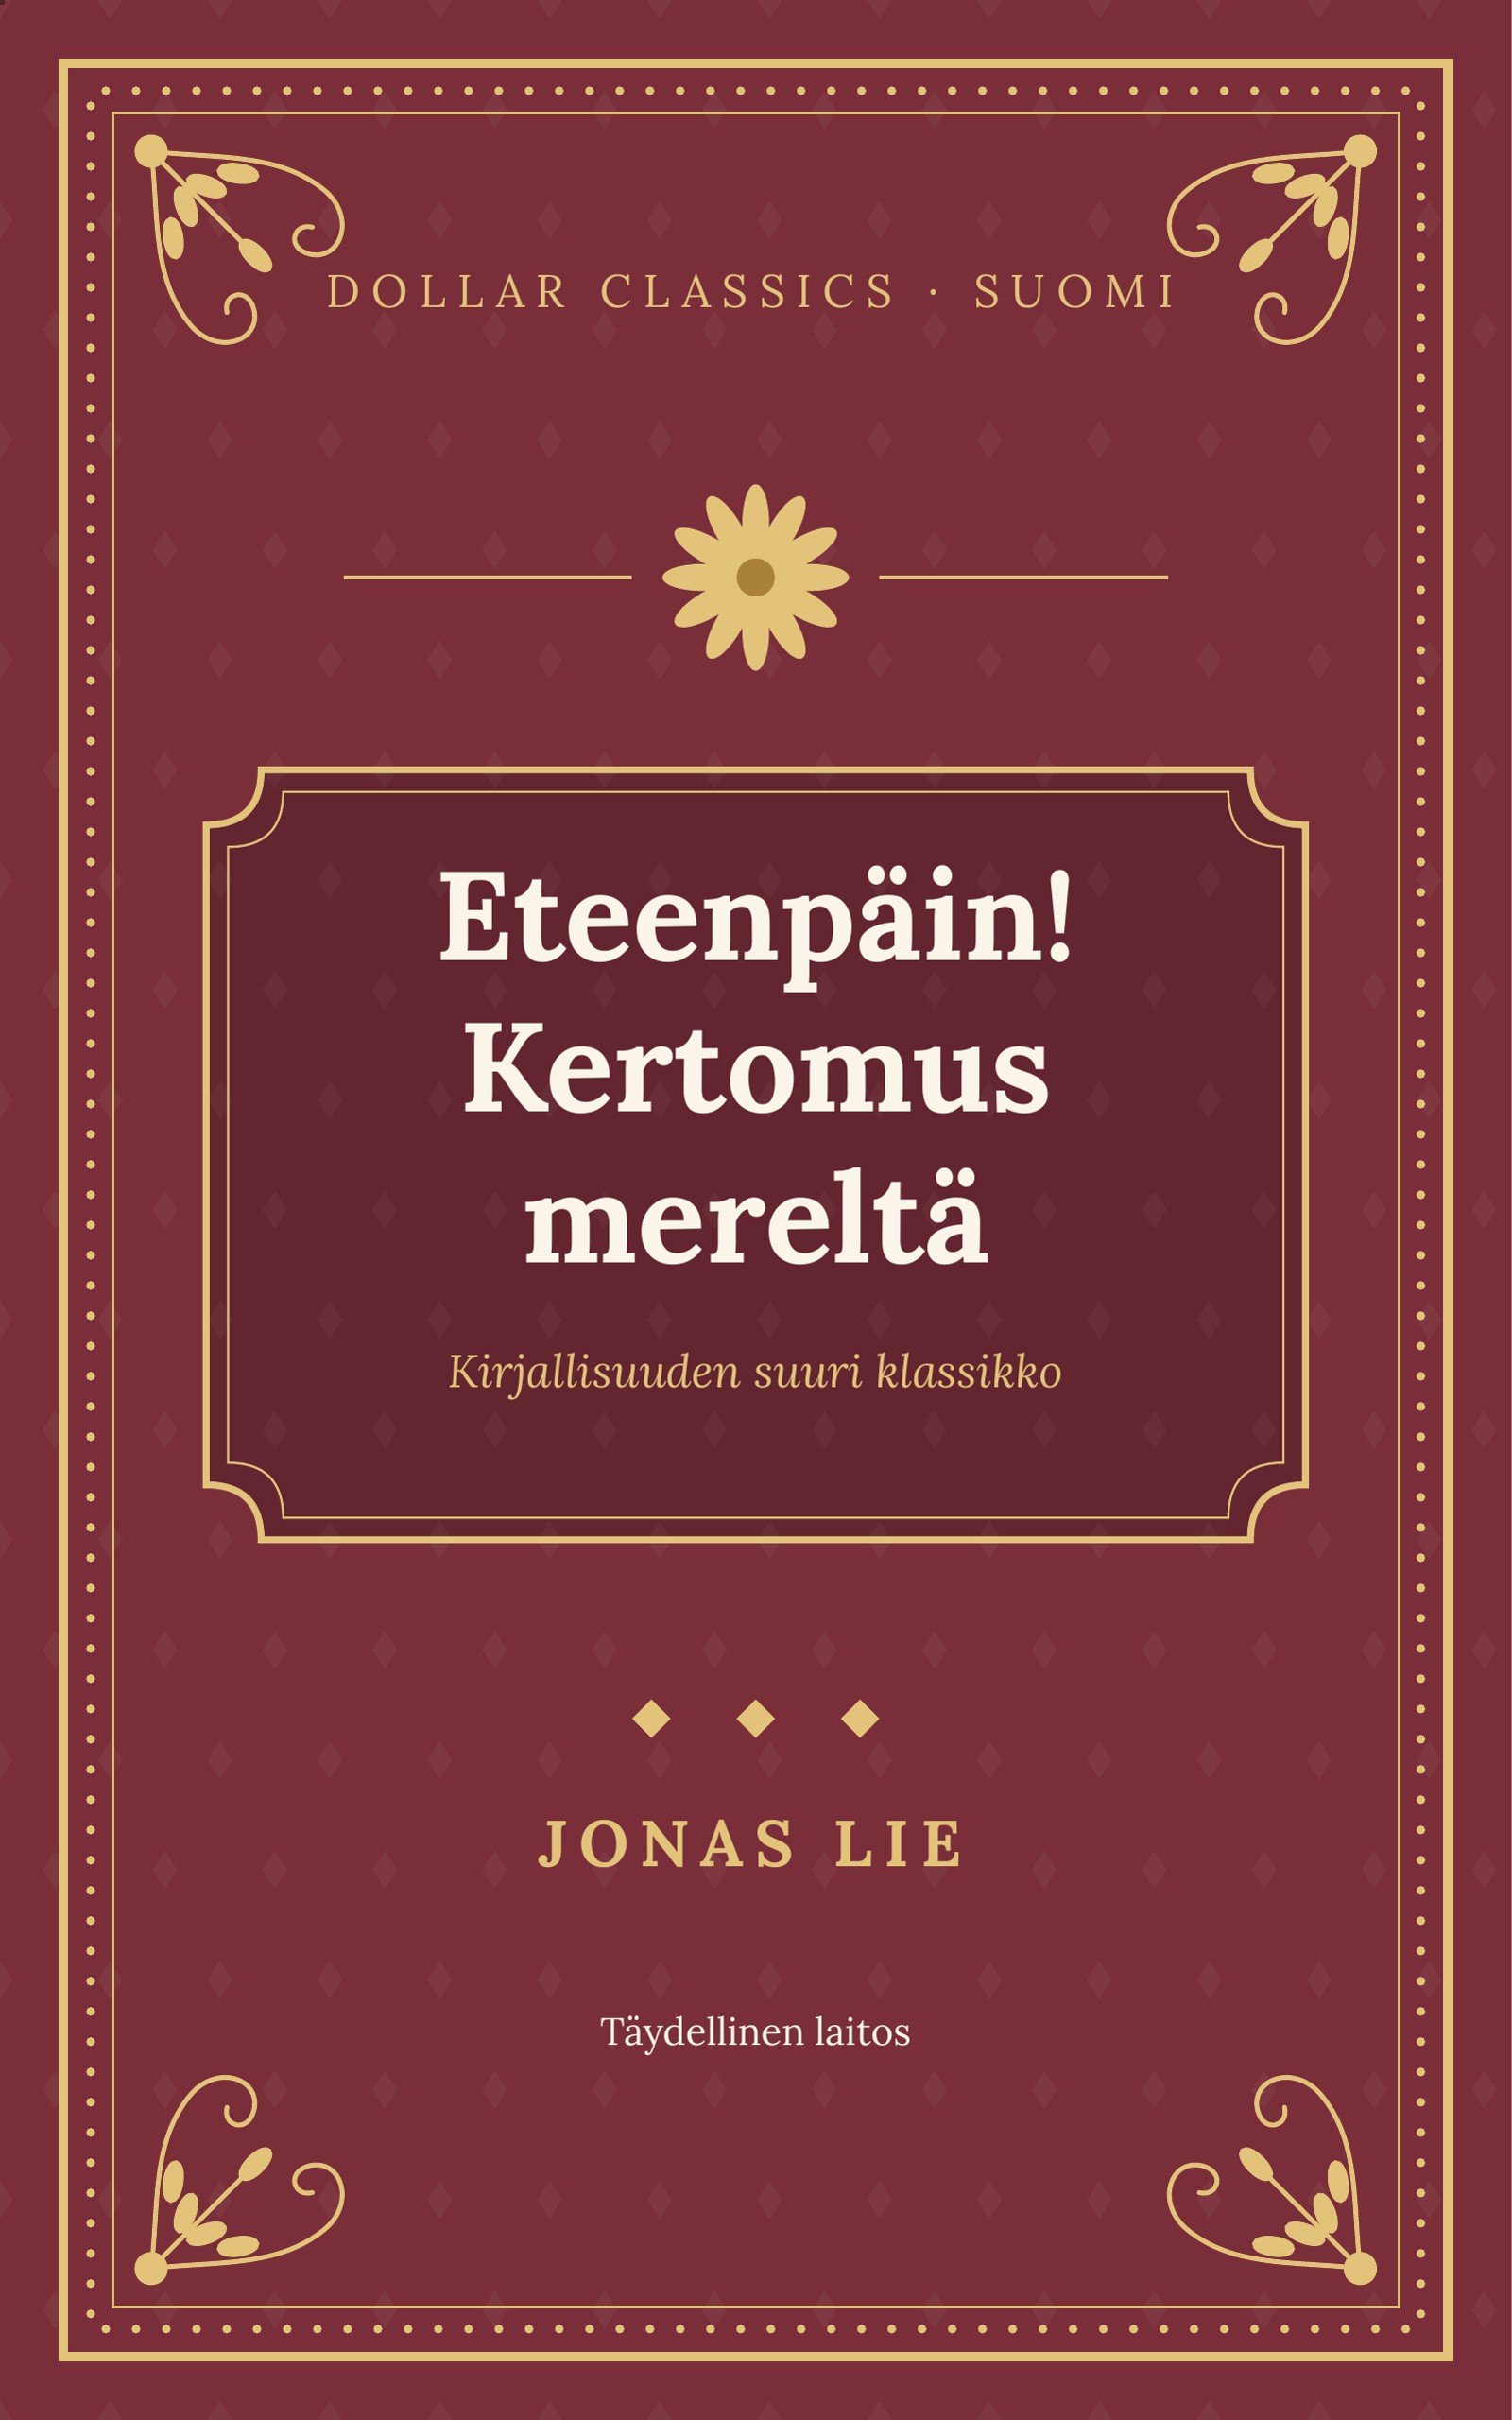 DOLLAR CLASSICS · SUOMI
Eteenpäin!
Kertomus
mereltä
Kirjallisuuden suuri klassikko
JONAS LIE
Täydellinen laitos